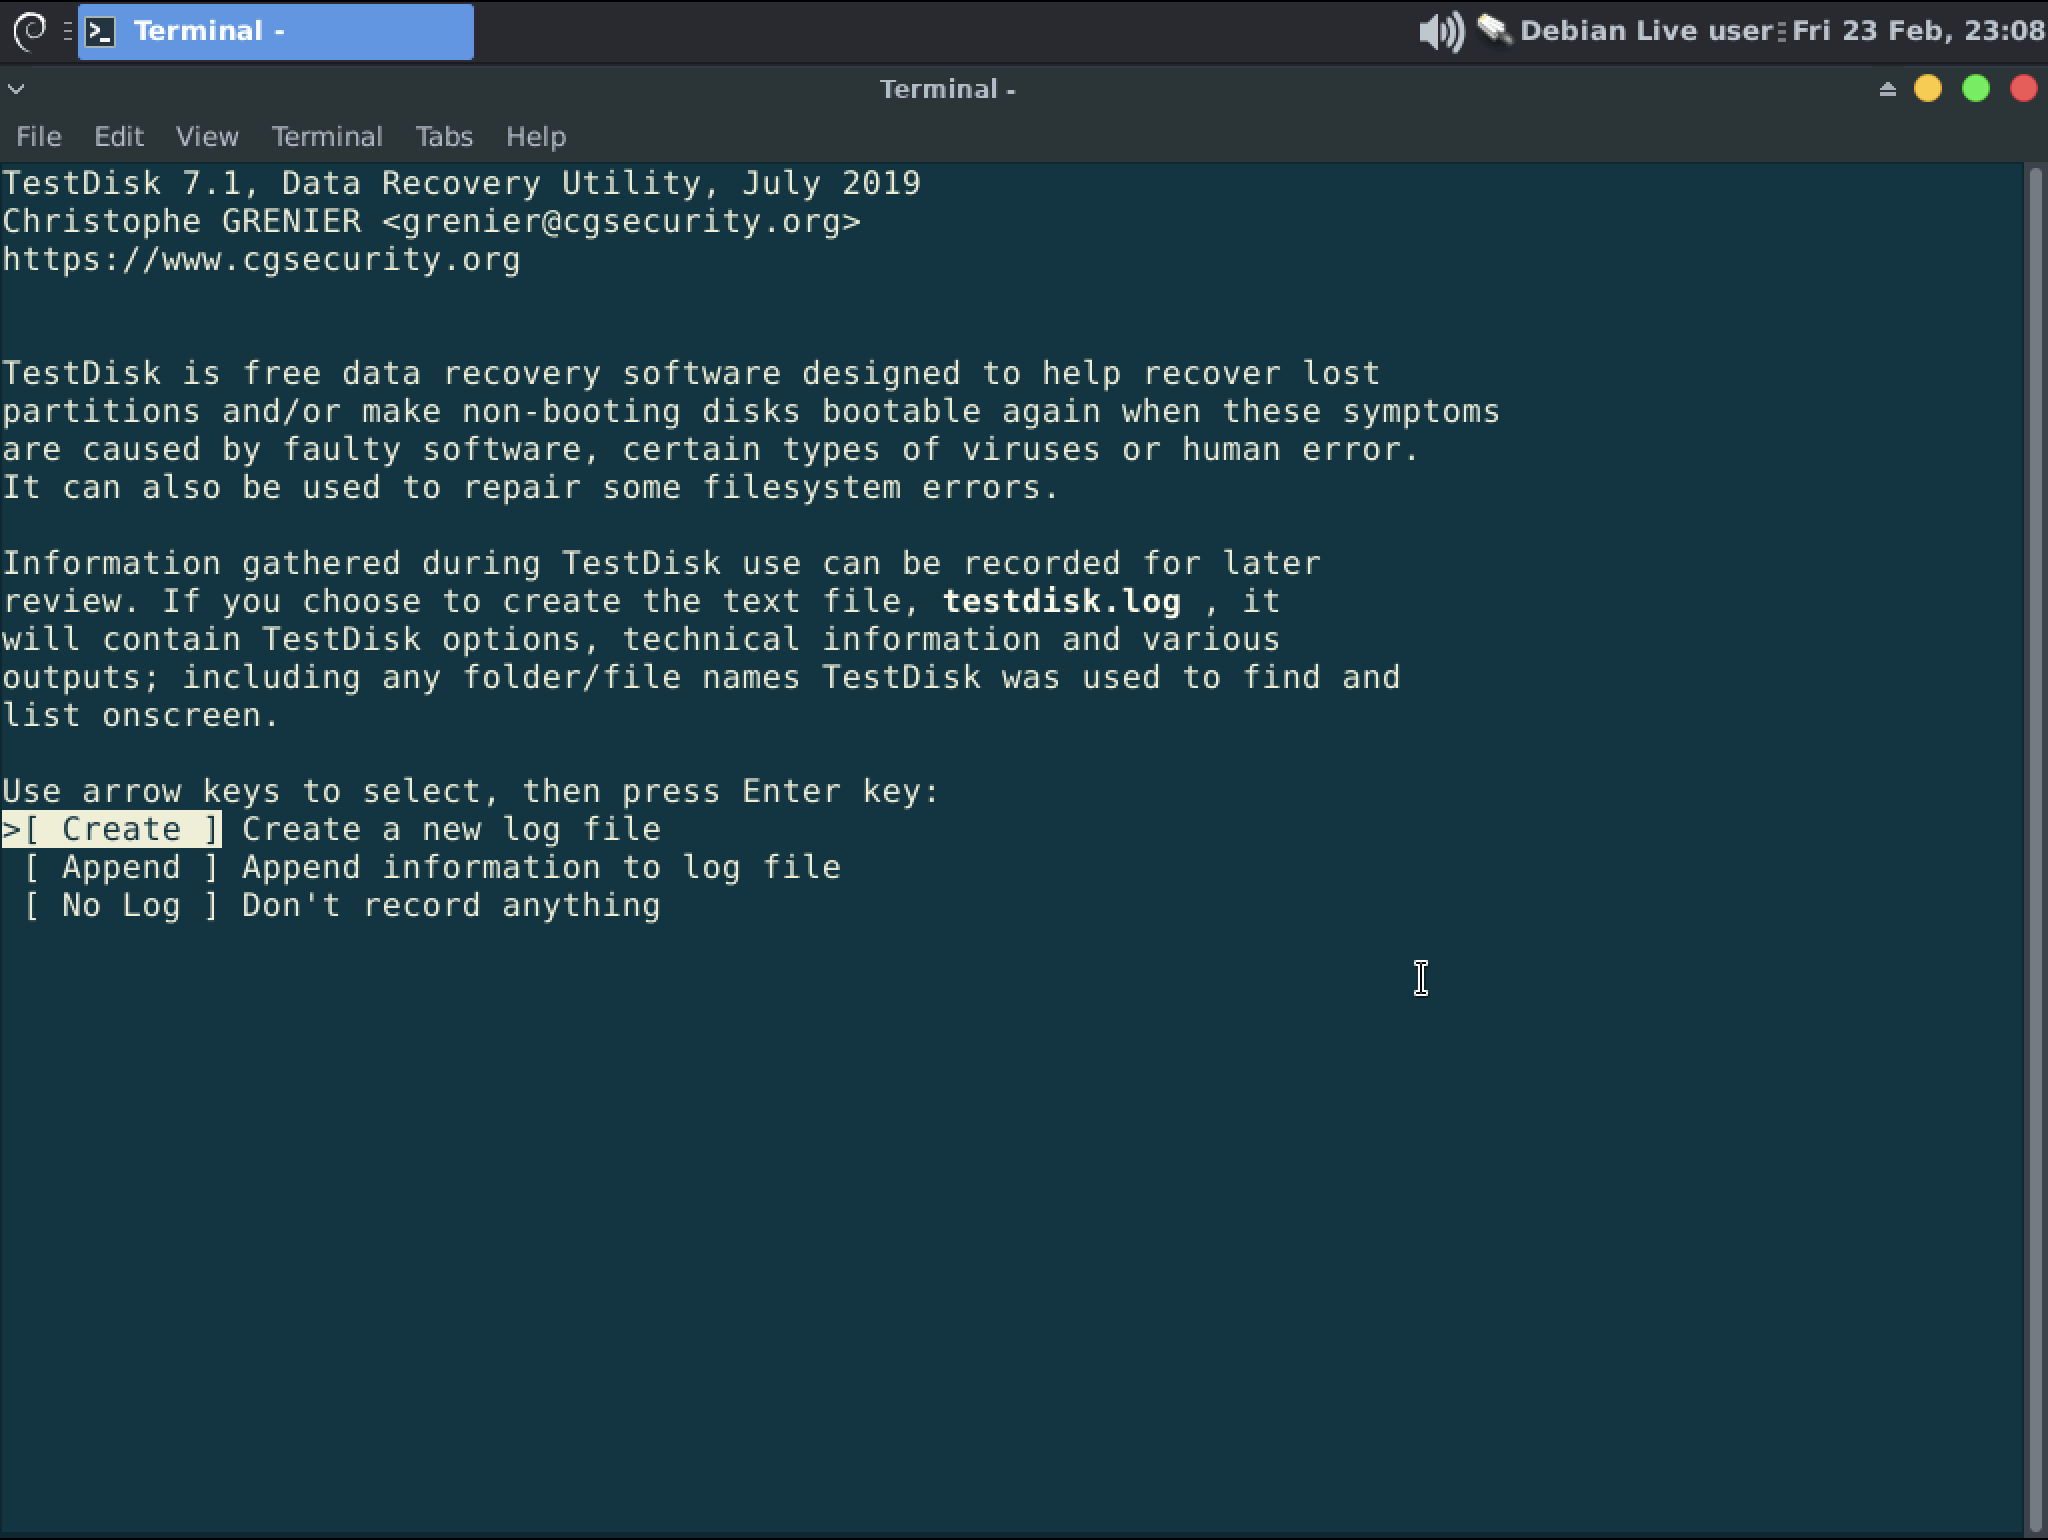 Terminal -
Debian Live user
Fri 23 Feb, 23:08
Terminal -
File Edit View Terminal Tabs Help
TestDisk 7.1, Data Recovery Utility, July 2019
Christophe GRENIER <grenier@cgsecurity.org>
https://www.cgsecurity.org
TestDisk is free data recovery software designed to help recover lost
partitions and/or make non-booting disks bootable again when these symptoms
are caused by faulty software, certain types of viruses or human error.
It can also be used to repair some filesystem errors.
Information gathered during TestDisk use can be recorded for later
review. If you choose to create the text file, testdisk.log , it
will contain TestDisk options, technical information and various
outputs; including any folder/file names TestDisk was used to find and
list onscreen.
Use arrow keys to select, then press Enter key:
>[ Create ] Create a new log file
[ Append ] Append information to log file
[ No Log ] Don't record anything